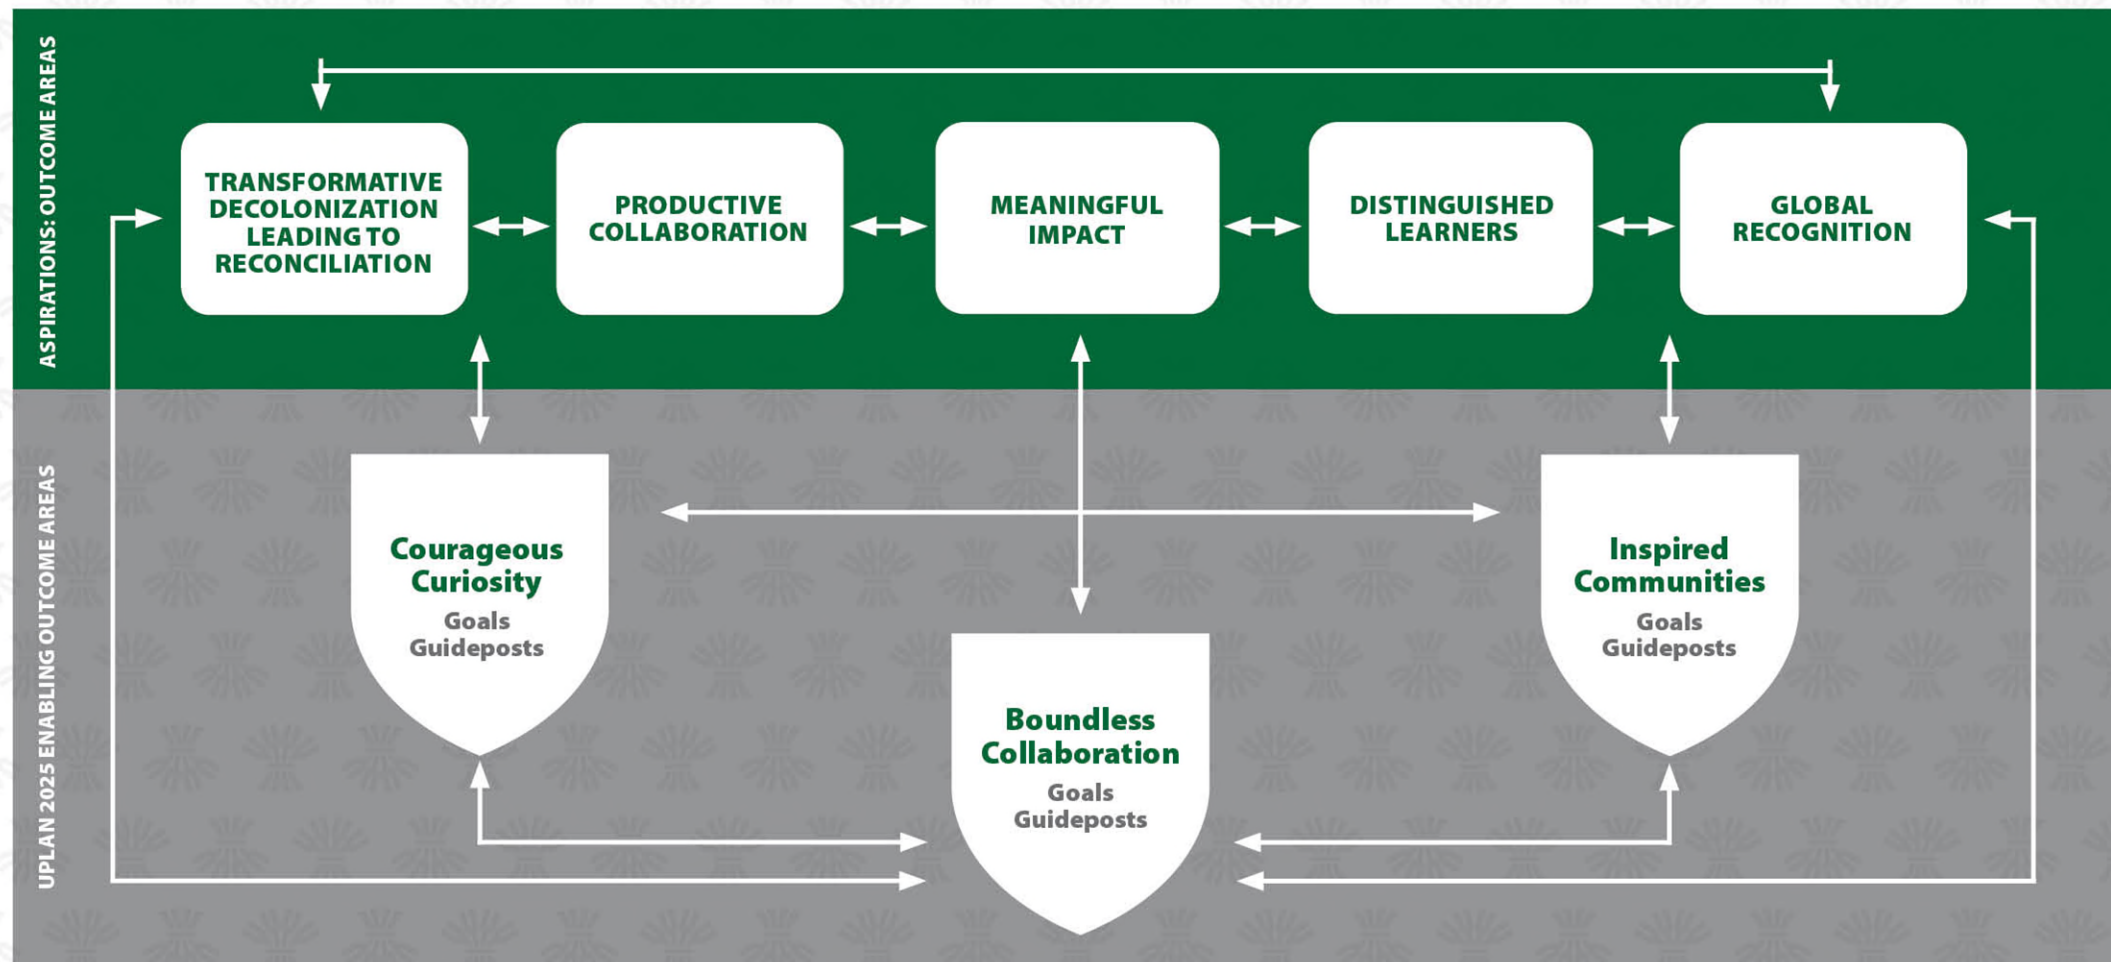 ASPIRATIONS: OUTCOME AREAS
TRANSFORMATIVE
DECOLONIZATION
LEADING TO
RECONCILIATION
PRODUCTIVE
COLLABORATION
MEANINGFUL
IMPACT
DISTINGUISHED
LEARNERS
GLOBAL
RECOGNITION
UPLAN 2025 ENABLING OUTCOME AREAS
Courageous
Curiosity
Goals
Guideposts
Boundless
Collaboration
Goals
Guideposts
Inspired
Communities
Goals
Guideposts